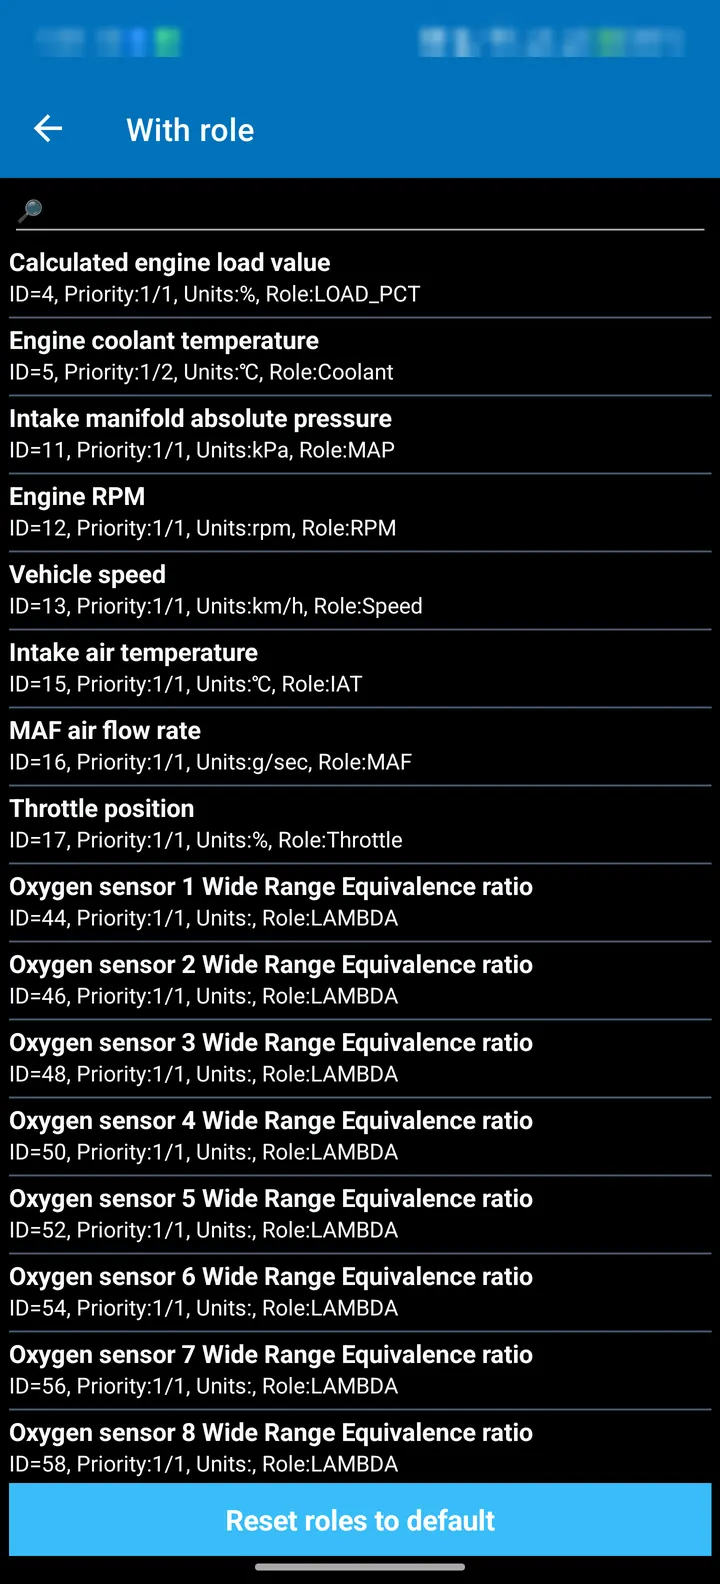 With role
Calculated engine load value
ID=4, Priority:1/1, Units:%, Role:LOAD_PCT
Engine coolant temperature
ID=5, Priority:1/2, Units:℃, Role:Coolant
Intake manifold absolute pressure
ID=11, Priority:1/1, Units:kPa, Role:MAP
Engine RPM
ID=12, Priority:1/1, Units:rpm, Role:RPM
Vehicle speed
ID=13, Priority:1/1, Units:km/h, Role:Speed
Intake air temperature
ID=15, Priority:1/1, Units:℃, Role:IAT
MAF air flow rate
ID=16, Priority:1/1, Units:g/sec, Role:MAF
Throttle position
ID=17, Priority:1/1, Units:%, Role:Throttle
Oxygen sensor 1 Wide Range Equivalence ratio
ID=44, Priority:1/1, Units:, Role:LAMBDA
Oxygen sensor 2 Wide Range Equivalence ratio
ID=46, Priority:1/1, Units:, Role:LAMBDA
Oxygen sensor 3 Wide Range Equivalence ratio
ID=48, Priority:1/1, Units:, Role:LAMBDA
Oxygen sensor 4 Wide Range Equivalence ratio
ID=50, Priority:1/1, Units:, Role:LAMBDA
Oxygen sensor 5 Wide Range Equivalence ratio
ID=52, Priority:1/1, Units:, Role:LAMBDA
Oxygen sensor 6 Wide Range Equivalence ratio
ID=54, Priority:1/1, Units:, Role:LAMBDA
Oxygen sensor 7 Wide Range Equivalence ratio
ID=56, Priority:1/1, Units:, Role:LAMBDA
Oxygen sensor 8 Wide Range Equivalence ratio
ID=58, Priority:1/1, Units:, Role:LAMBDA
Reset roles to default